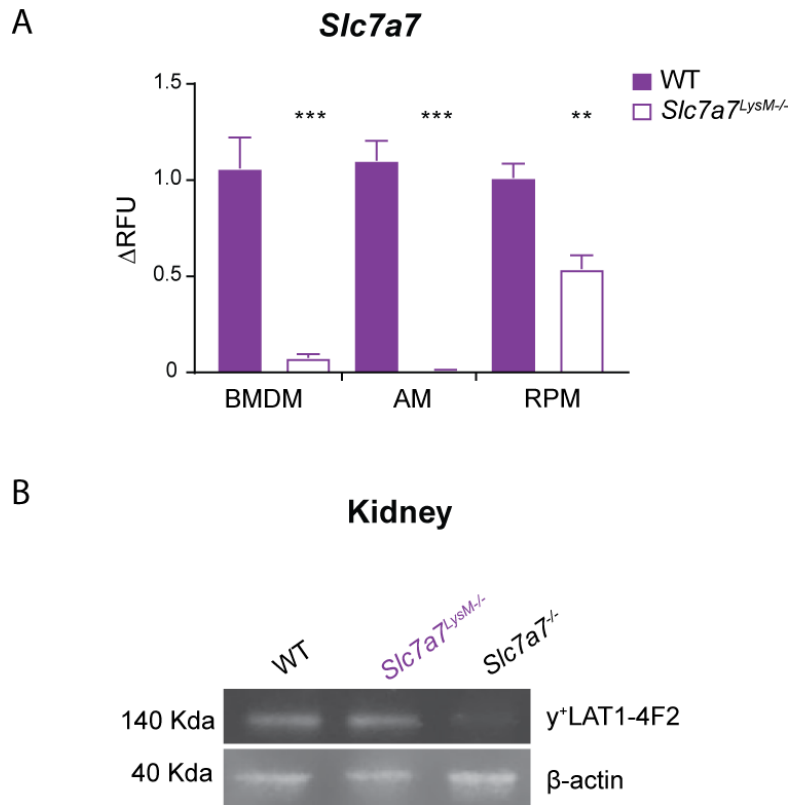 A
Slc7a7
1.5
1.0
0.5
0
ΔRFU
*** *** **
WT
Slc7a7LysM-/-
BMDM AM RPM
B
Kidney
WT Slc7a7LysM-/- Slc7a7-/-
140 Kda y+LAT1-4F2
40 Kda β-actin